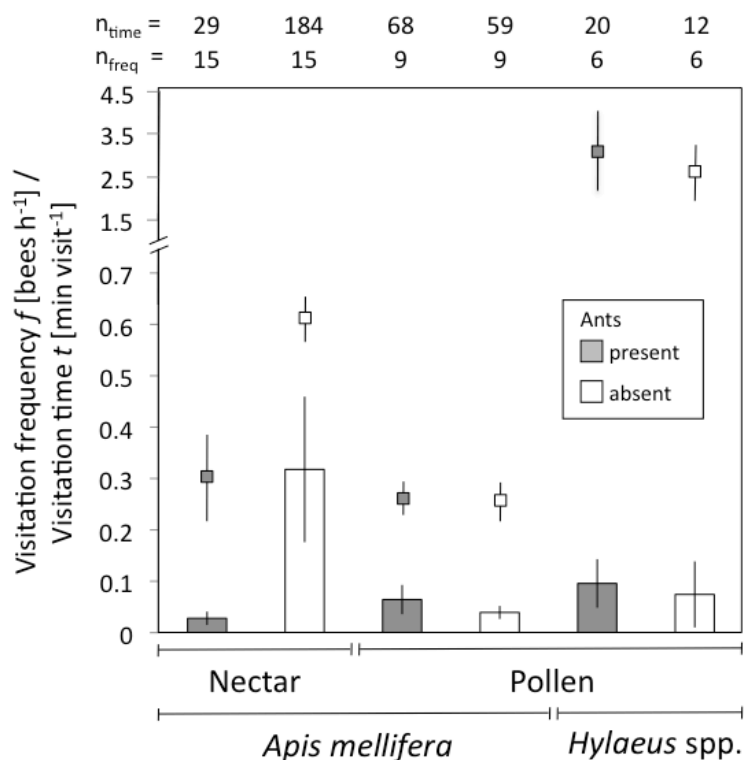 n_time = 29 184 68 59 20 12
n_freq = 15 15 9 9 6 6
Visitation frequency f [bees h⁻¹] /
Visitation time t [min visit⁻¹]
4.5
3.5
2.5
1.5
0.7
0.6
0.5
0.4
0.3
0.2
0.1
0
Ants
present
absent
Nectar Pollen
Apis mellifera Hylaeus spp.